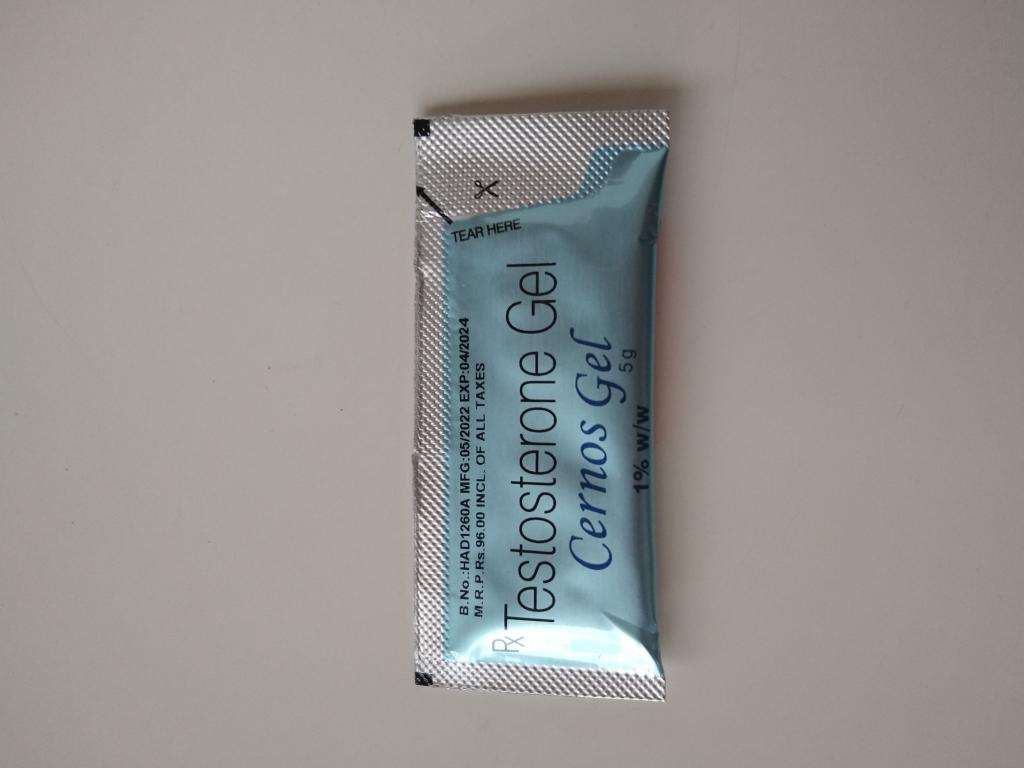 TEAR HERE
B.No.:HAD1260A MFG:05/2022 EXP:04/2024
M.R.P.Rs.96.00 INCL. OF ALL TAXES
Rx Testosterone Gel
Cernos Gel
5 g
1% w/w